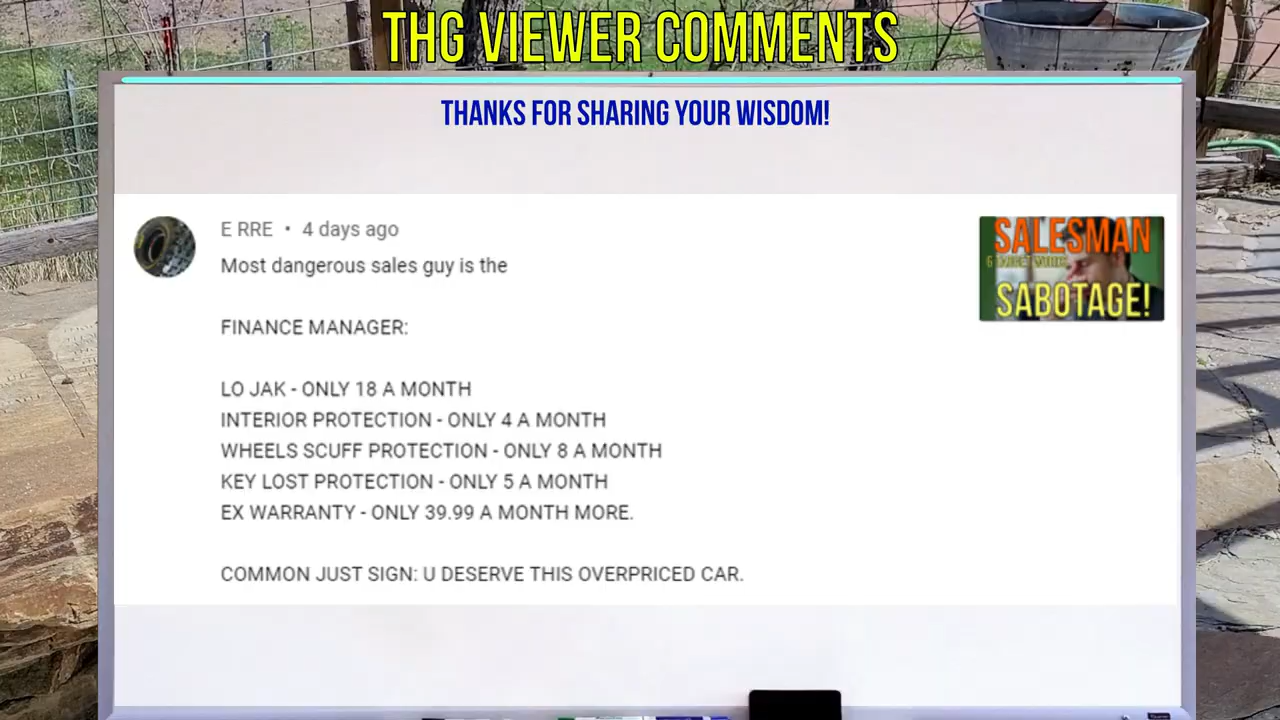 THG VIEWER COMMENTS
THANKS FOR SHARING YOUR WISDOM!
E RRE • 4 days ago
Most dangerous sales guy is the
FINANCE MANAGER:
LO JAK - ONLY 18 A MONTH
INTERIOR PROTECTION - ONLY 4 A MONTH
WHEELS SCUFF PROTECTION - ONLY 8 A MONTH
KEY LOST PROTECTION - ONLY 5 A MONTH
EX WARRANTY - ONLY 39.99 A MONTH MORE.
COMMON JUST SIGN: U DESERVE THIS OVERPRICED CAR.
SALESMAN
SABOTAGE!